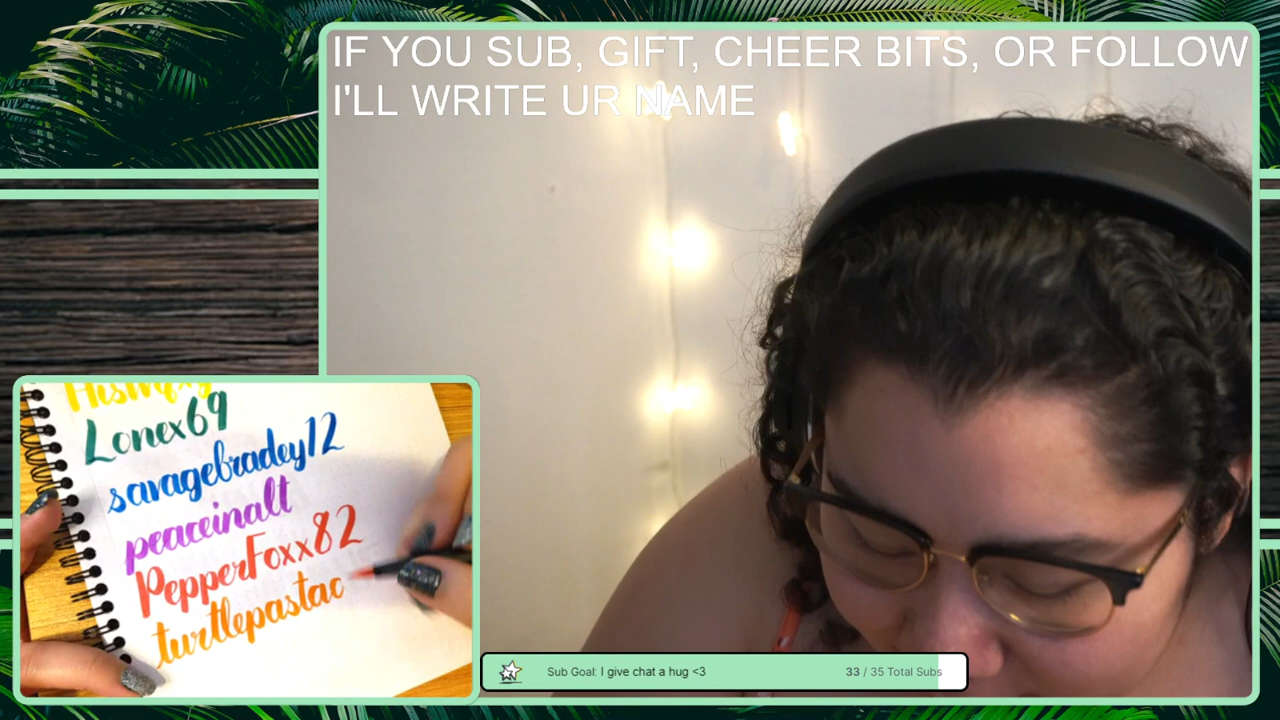 IF YOU SUB, GIFT, CHEER BITS, OR FOLLOW
I'LL WRITE UR NAME
Lonex69
savagebradey12
peaceinalt
PepperFoxx82
turtlepastac
Sub Goal: I give chat a hug <3
33 / 35 Total Subs